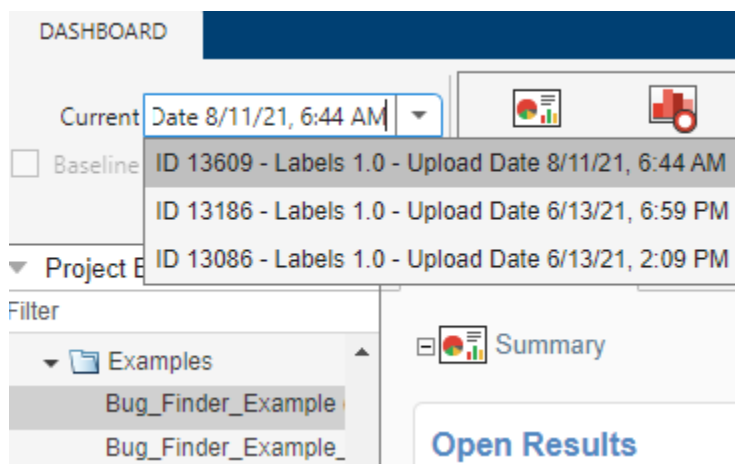 DASHBOARD
Current Date 8/11/21, 6:44 AM
Baseline
ID 13609 - Labels 1.0 - Upload Date 8/11/21, 6:44 AM
ID 13186 - Labels 1.0 - Upload Date 6/13/21, 6:59 PM
ID 13086 - Labels 1.0 - Upload Date 6/13/21, 2:09 PM
Project E
Filter
Examples
Summary
Bug_Finder_Example
Bug_Finder_Example_
Open Results